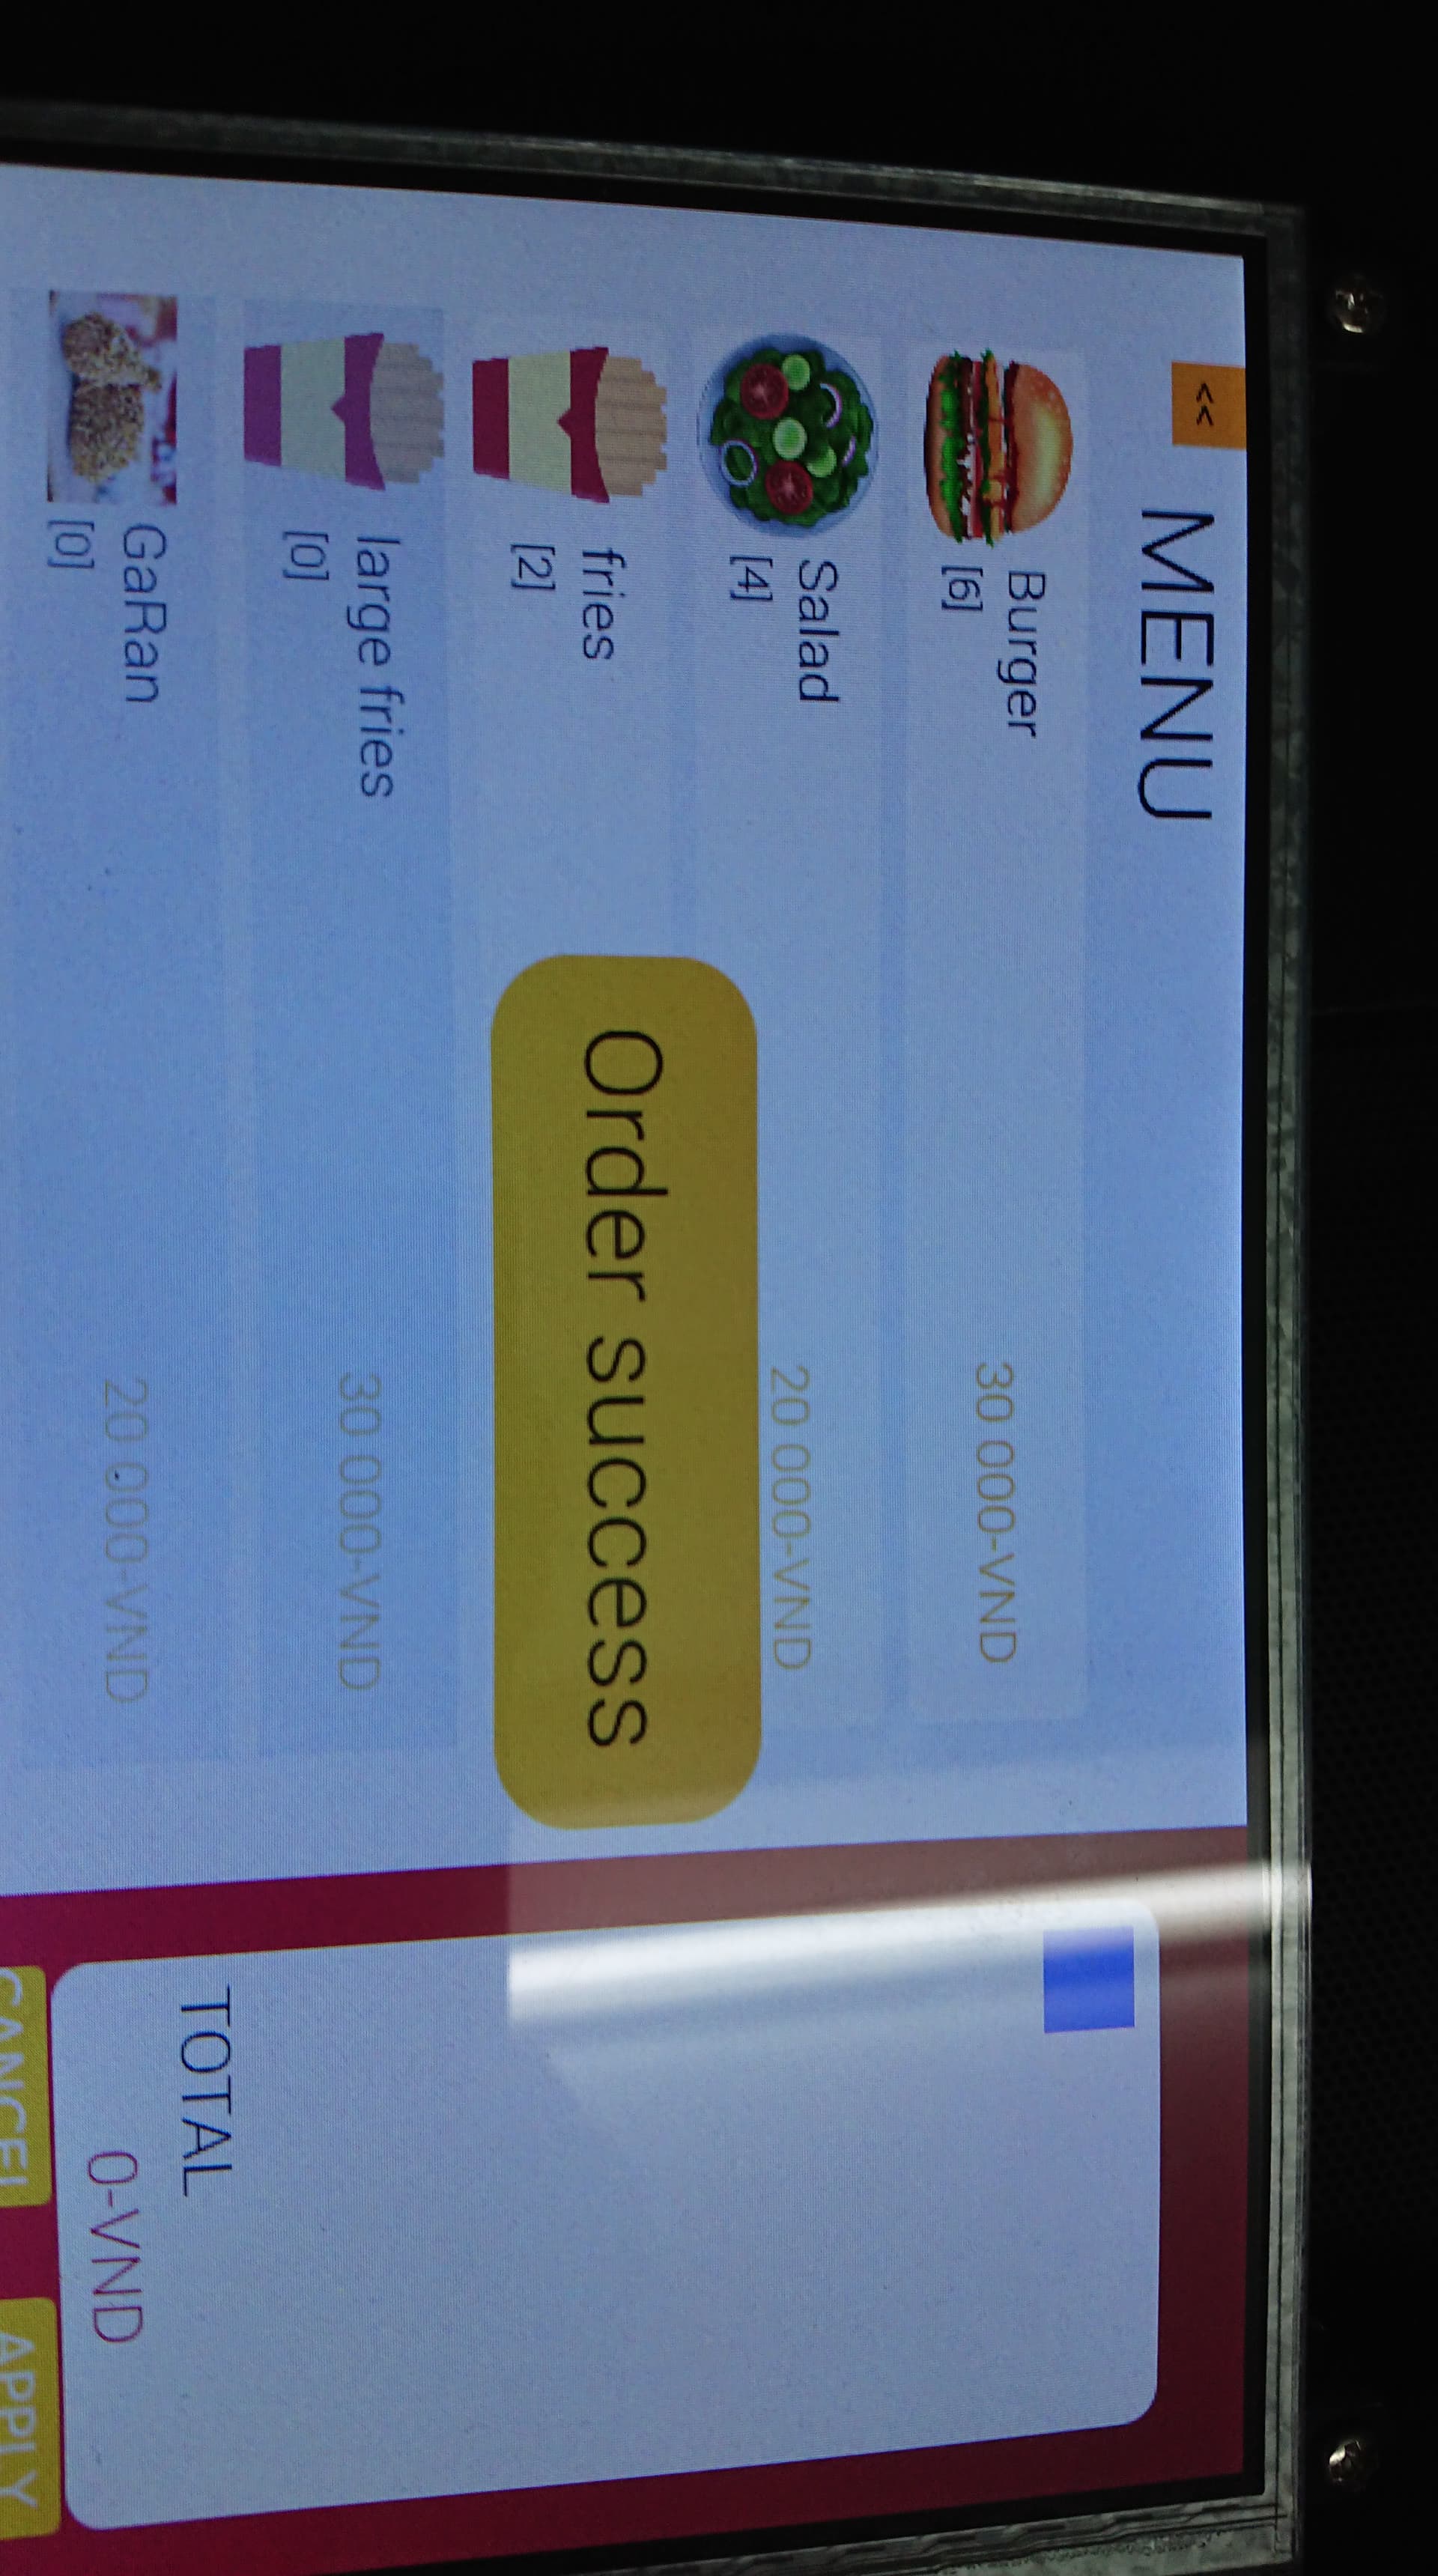 <<
MENU
Burger
[6]
30 000-VND
Salad
[4]
20 000-VND
fries
[2]
Order success
large fries
[0]
30 000-VND
GaRan
[0]
20 000-VND
TOTAL
0-VND
CANCEL
APPLY